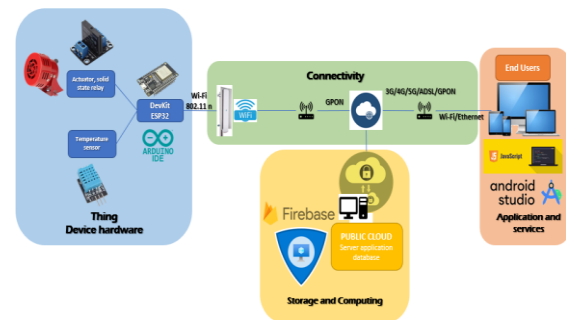 Actuator, solid
state relay
DevKit
ESP32
Temperature
sensor
ARDUINO
IDE
Thing
Device hardware
Wi-Fi
802.11 n
Connectivity
WiFi
GPON
3G/4G/5G/ADSL/GPON
Wi-Fi/Ethernet
Firebase
PUBLIC CLOUD
Server application
database
Storage and Computing
End Users
JavaScript
android
studio
Application and
services